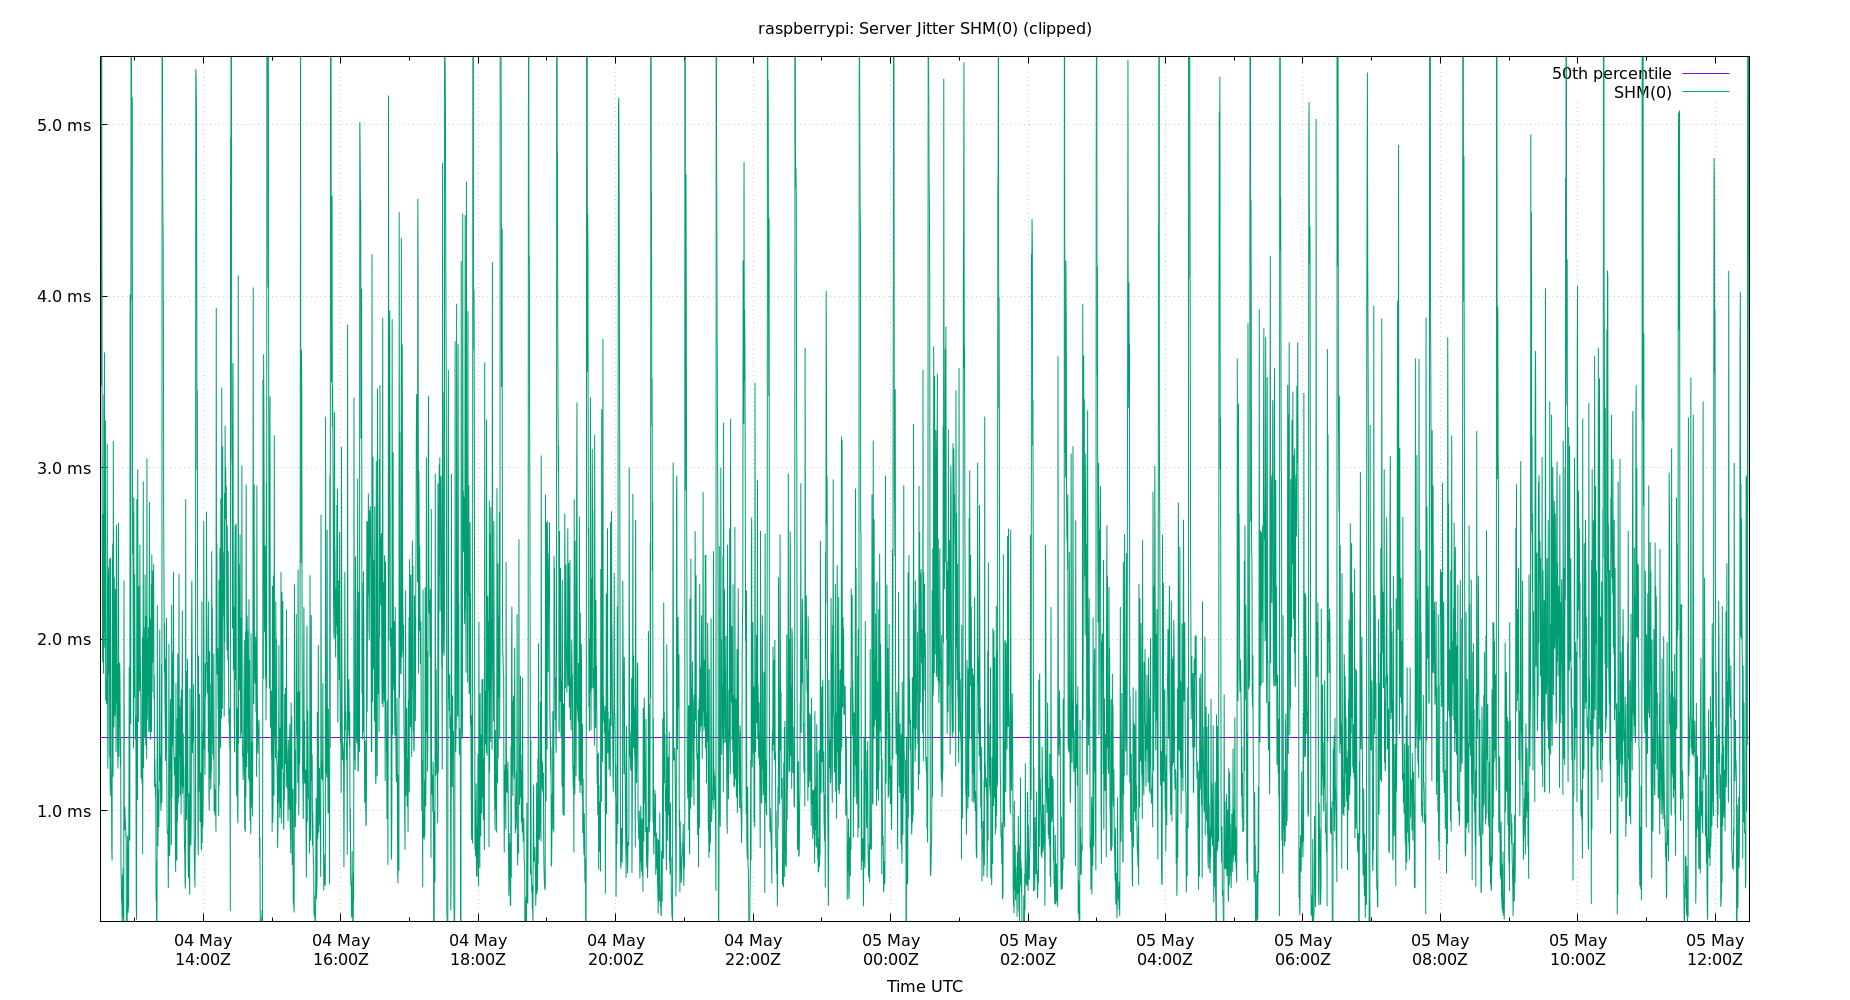 raspberrypi: Server Jitter SHM(0) (clipped)
50th percentile
SHM(0)
5.0 ms
4.0 ms
3.0 ms
2.0 ms
1.0 ms
04 May 04 May 04 May 04 May 04 May 05 May 05 May 05 May 05 May 05 May 05 May 05 May
14:00Z 16:00Z 18:00Z 20:00Z 22:00Z 00:00Z 02:00Z 04:00Z 06:00Z 08:00Z 10:00Z 12:00Z
Time UTC